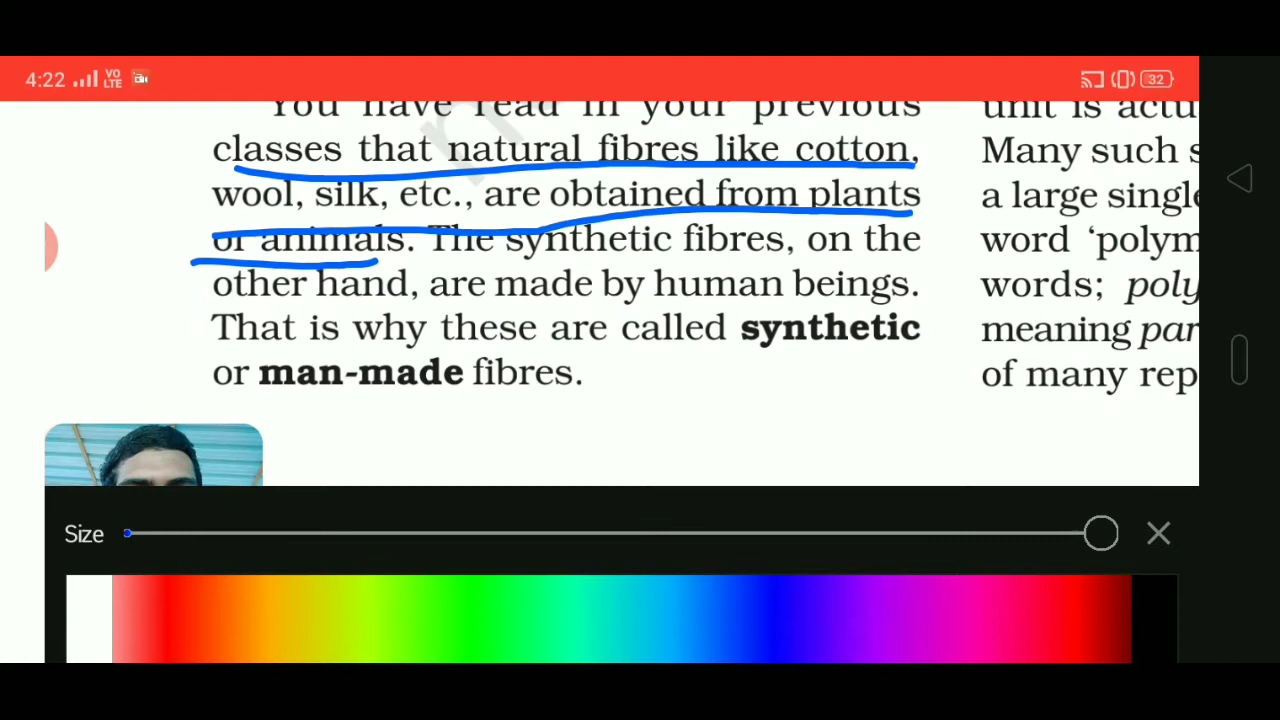 4:22 VO LTE 32
You have read in your previous
classes that natural fibres like cotton,
wool, silk, etc., are obtained from plants
or animals. The synthetic fibres, on the
other hand, are made by human beings.
That is why these are called synthetic
or man-made fibres.
unit is actu
Many such s
a large single
word ‘polym
words; poly
meaning par
of many rep
Size